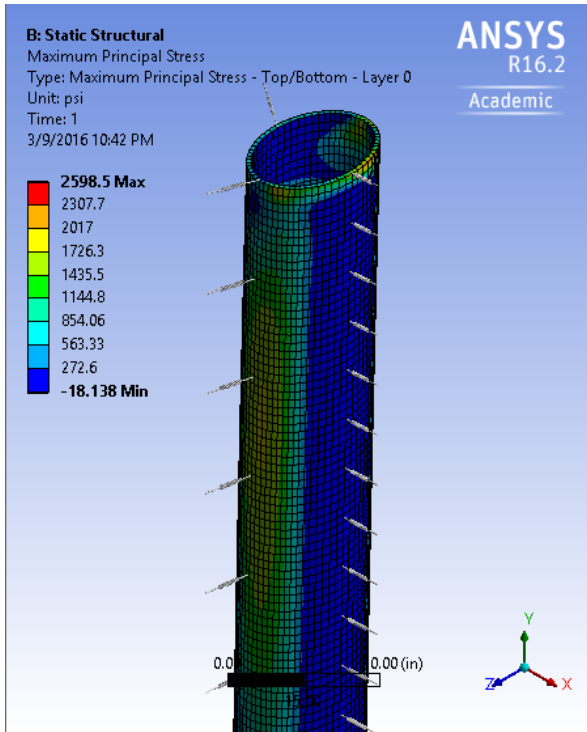 B: Static Structural
Maximum Principal Stress
Type: Maximum Principal Stress - Top/Bottom - Layer 0
Unit: psi
Time: 1
3/9/2016 10:42 PM
ANSYS
R16.2
Academic
2598.5 Max
2307.7
2017
1726.3
1435.5
1144.8
854.06
563.33
272.6
-18.138 Min
0.00 (in)
Y
Z
X